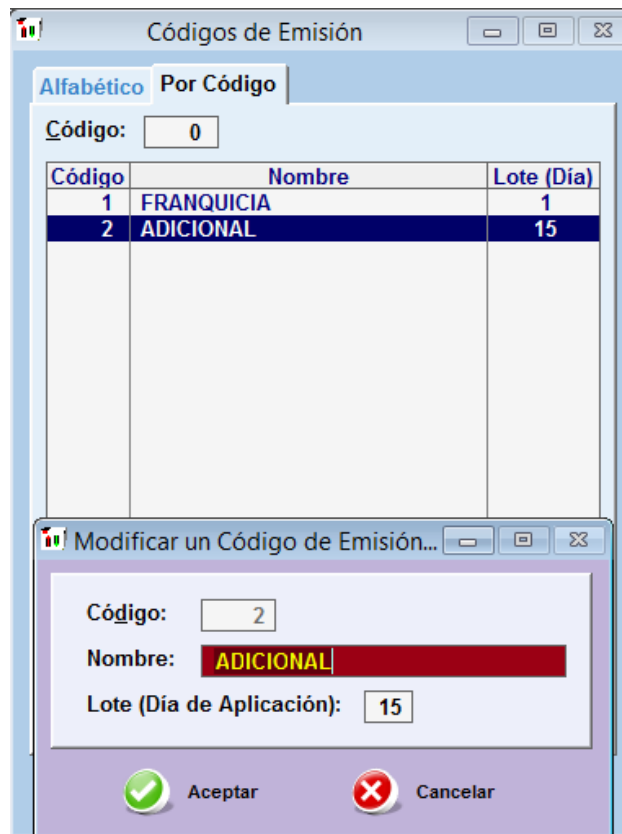 Códigos de Emisión
Alfabético Por Código
Código: 0
Código Nombre Lote (Día)
1 FRANQUICIA 1
2 ADICIONAL 15
Modificar un Código de Emisión...
Código: 2
Nombre: ADICIONAL
Lote (Día de Aplicación): 15
Aceptar Cancelar